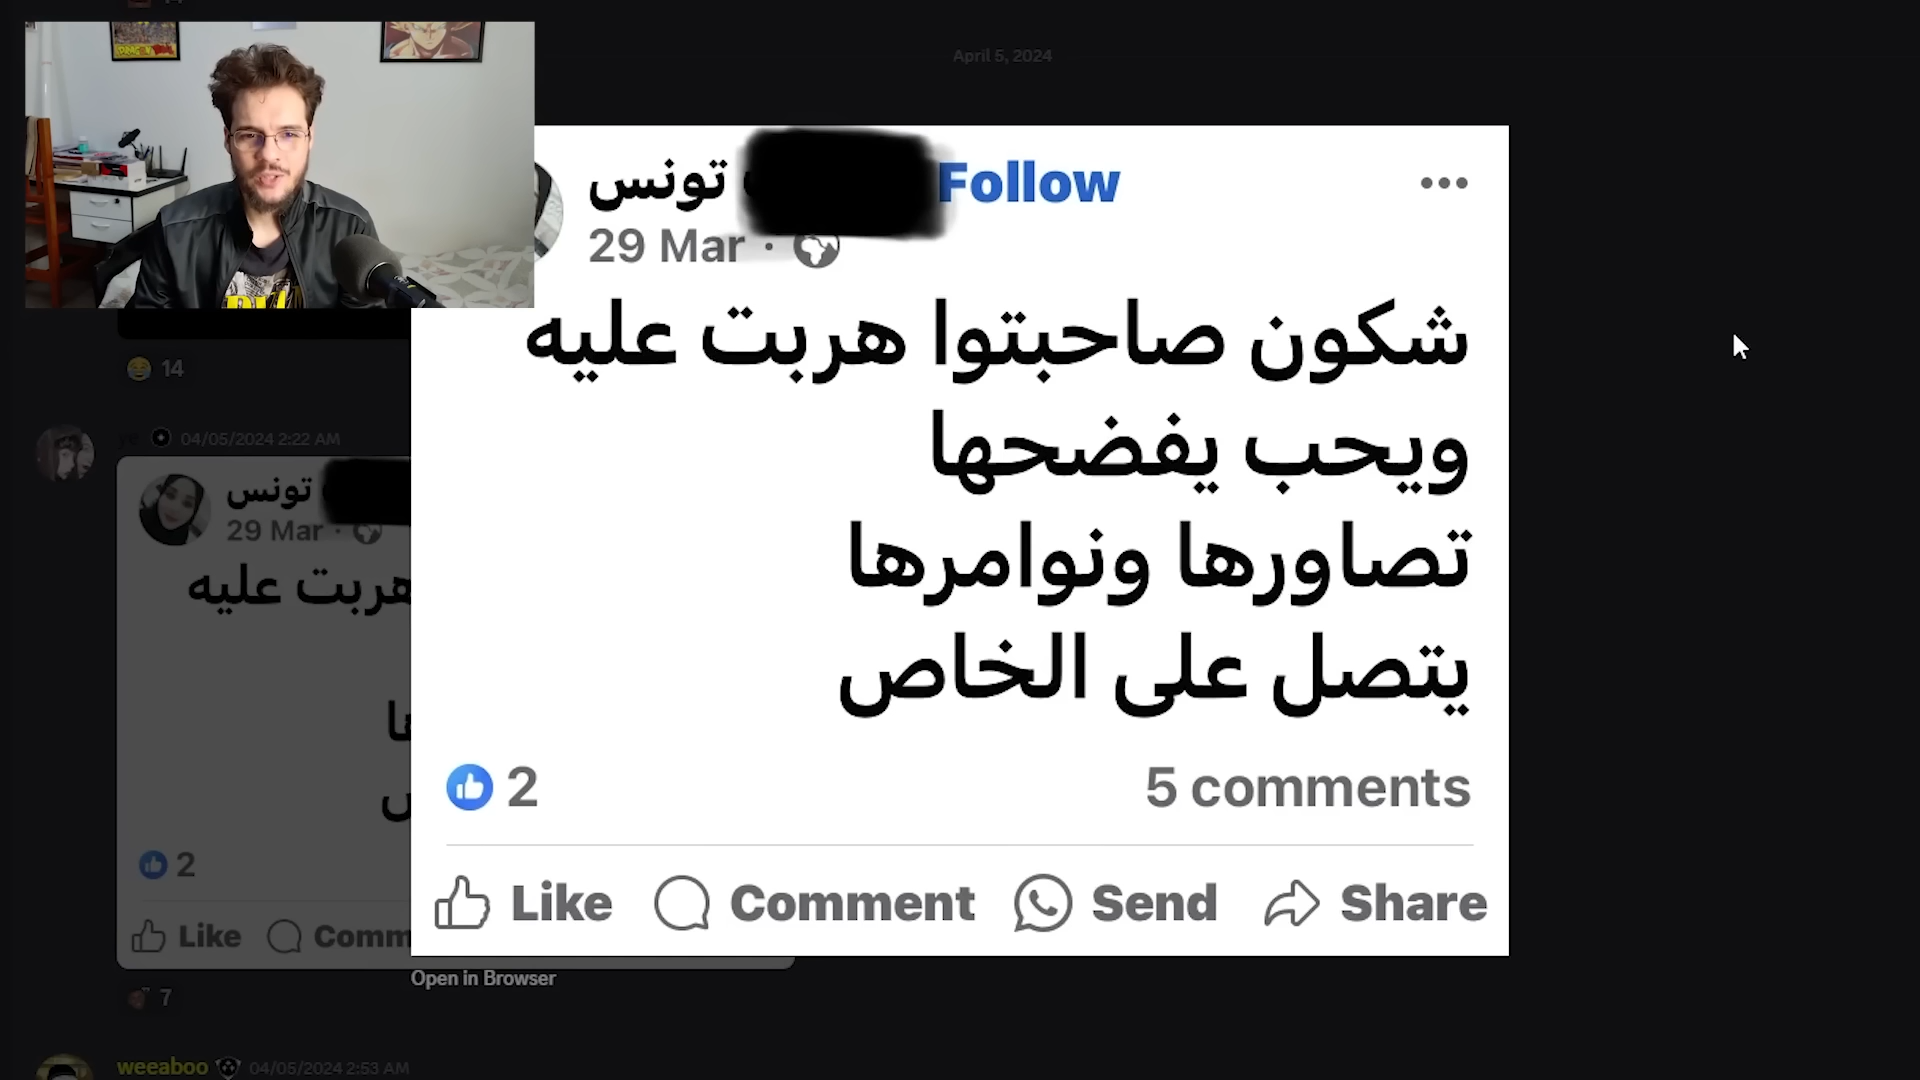 April 5, 2024
DRAGON BALL
تونس
Follow
29 Mar ·
شكون صاحبتوا هربت عليه
ويحب يفضحها
تصاورها ونوامرها
يتصل على الخاص
2
5 comments
Like
Comment
Send
Share
Open in Browser
14
04/05/2024 2:22 AM
تونس
29 Mar ·
هربت عليه
2
Like
Comm
7
weeaboo
04/05/2024 2:53 AM